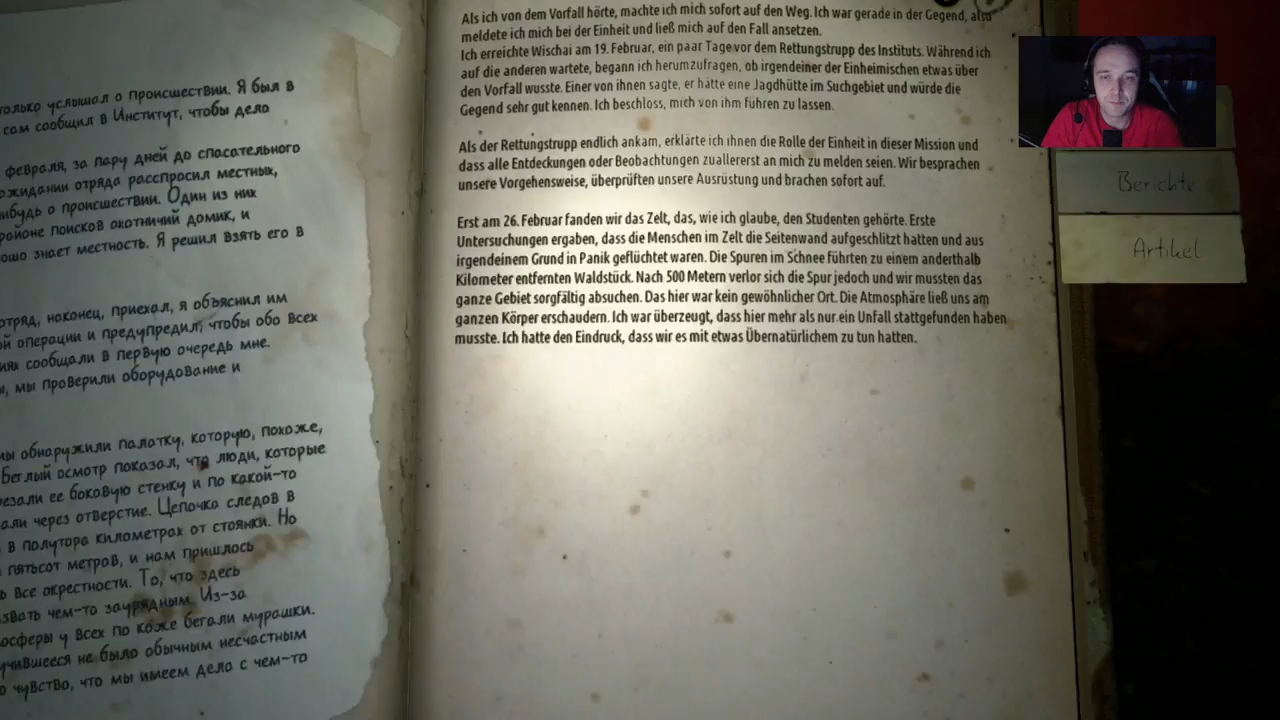 только услышал о происшествии. Я был в
сам сообщил в Институт, чтобы дело
февраля, за пару дней до спасательного
ожидании отряда расспросил местных,
нибудь о происшествии. Один из них
районе поисков охотничий домик, и
ошо знает местность. Я решил взять его в
отряд, наконец, приехал, я объяснил им
ой операции и предупредил, чтобы обо всех
иях сообщали в первую очередь мне.
ы, мы проверили оборудование и
мы обнаружили палатку, которую, похоже,
Беглый осмотр показал, что люди, которые
резали ее боковую стенку и по какой-то
али через отверстие. Цепочка следов в
в полутора километрах от стоянки. Но
пятьсот метров, и нам пришлось
ь все окрестности. То, что здесь
звать чем-то заурядным. Из-за
осферы у всех по коже бегали мурашки.
учившееся не было обычным несчастным
о чувство, что мы имеем дело с чем-то
Als ich von dem Vorfall hörte, machte ich mich sofort auf den Weg. Ich war gerade in der Gegend, also
meldete ich mich bei der Einheit und ließ mich auf den Fall ansetzen.
Ich erreichte Wischai am 19. Februar, ein paar Tage vor dem Rettungstrupp des Instituts. Während ich
auf die anderen wartete, begann ich herumzufragen, ob irgendeiner der Einheimischen etwas über
den Vorfall wusste. Einer von ihnen sagte, er hätte eine Jagdhütte im Suchgebiet und würde die
Gegend sehr gut kennen. Ich beschloss, mich von ihm führen zu lassen.
Als der Rettungstrupp endlich ankam, erklärte ich ihnen die Rolle der Einheit in dieser Mission und
dass alle Entdeckungen oder Beobachtungen zuallererst an mich zu melden seien. Wir besprachen
unsere Vorgehensweise, überprüften unsere Ausrüstung und brachen sofort auf.
Erst am 26. Februar fanden wir das Zelt, das, wie ich glaube, den Studenten gehörte. Erste
Untersuchungen ergaben, dass die Menschen im Zelt die Seitenwand aufgeschlitzt hatten und aus
irgendeinem Grund in Panik geflüchtet waren. Die Spuren im Schnee führten zu einem anderthalb
Kilometer entfernten Waldstück. Nach 500 Metern verlor sich die Spur jedoch und wir mussten das
ganze Gebiet sorgfältig absuchen. Das hier war kein gewöhnlicher Ort. Die Atmosphäre ließ uns am
ganzen Körper erschaudern. Ich war überzeugt, dass hier mehr als nur ein Unfall stattgefunden haben
musste. Ich hatte den Eindruck, dass wir es mit etwas Übernatürlichem zu tun hatten.
Berichte
Artikel